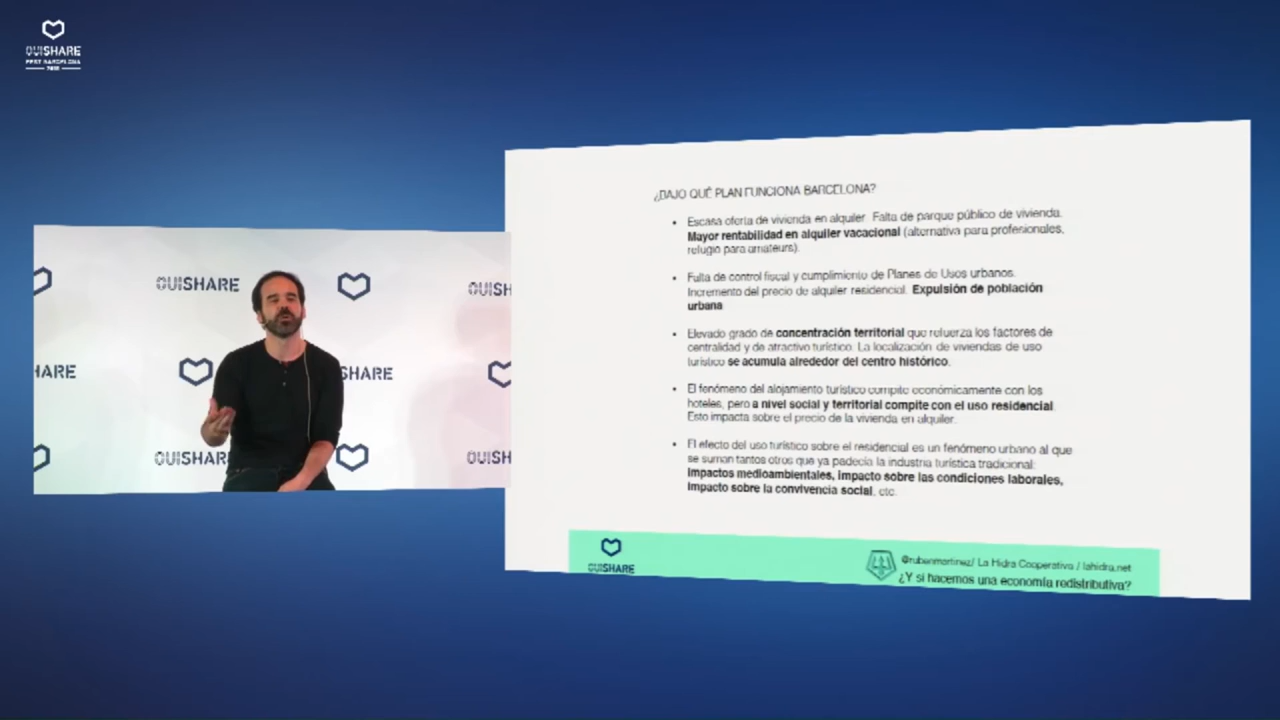 OUISHARE
FEST BARCELONA
OUISHARE
OUISH
HARE
SHARE
OUISHAR
OUISH
¿BAJO QUÉ PLAN FUNCIONA BARCELONA?
• Escasa oferta de vivienda en alquiler. Falta de parque público de vivienda.
Mayor rentabilidad en alquiler vacacional (alternativa para profesionales,
refugio para amateurs).
• Falta de control fiscal y cumplimiento de Planes de Usos urbanos.
Incremento del precio de alquiler residencial. Expulsión de población
urbana
• Elevado grado de concentración territorial que refuerza los factores de
centralidad y de atractivo turístico. La localización de viviendas de uso
turístico se acumula alrededor del centro histórico.
• El fenómeno del alojamiento turístico compite económicamente con los
hoteles, pero a nivel social y territorial compite con el uso residencial.
Esto impacta sobre el precio de la vivienda en alquiler.
• El efecto del uso turístico sobre el residencial es un fenómeno urbano al que
se suman tantos otros que ya padecía la industria turística tradicional:
impactos medioambientales, impacto sobre las condiciones laborales,
impacto sobre la convivencia social, etc.
OUISHARE
@rubenmartinez/ La Hidra Cooperativa / lahidra.net
¿Y si hacemos una economía redistributiva?